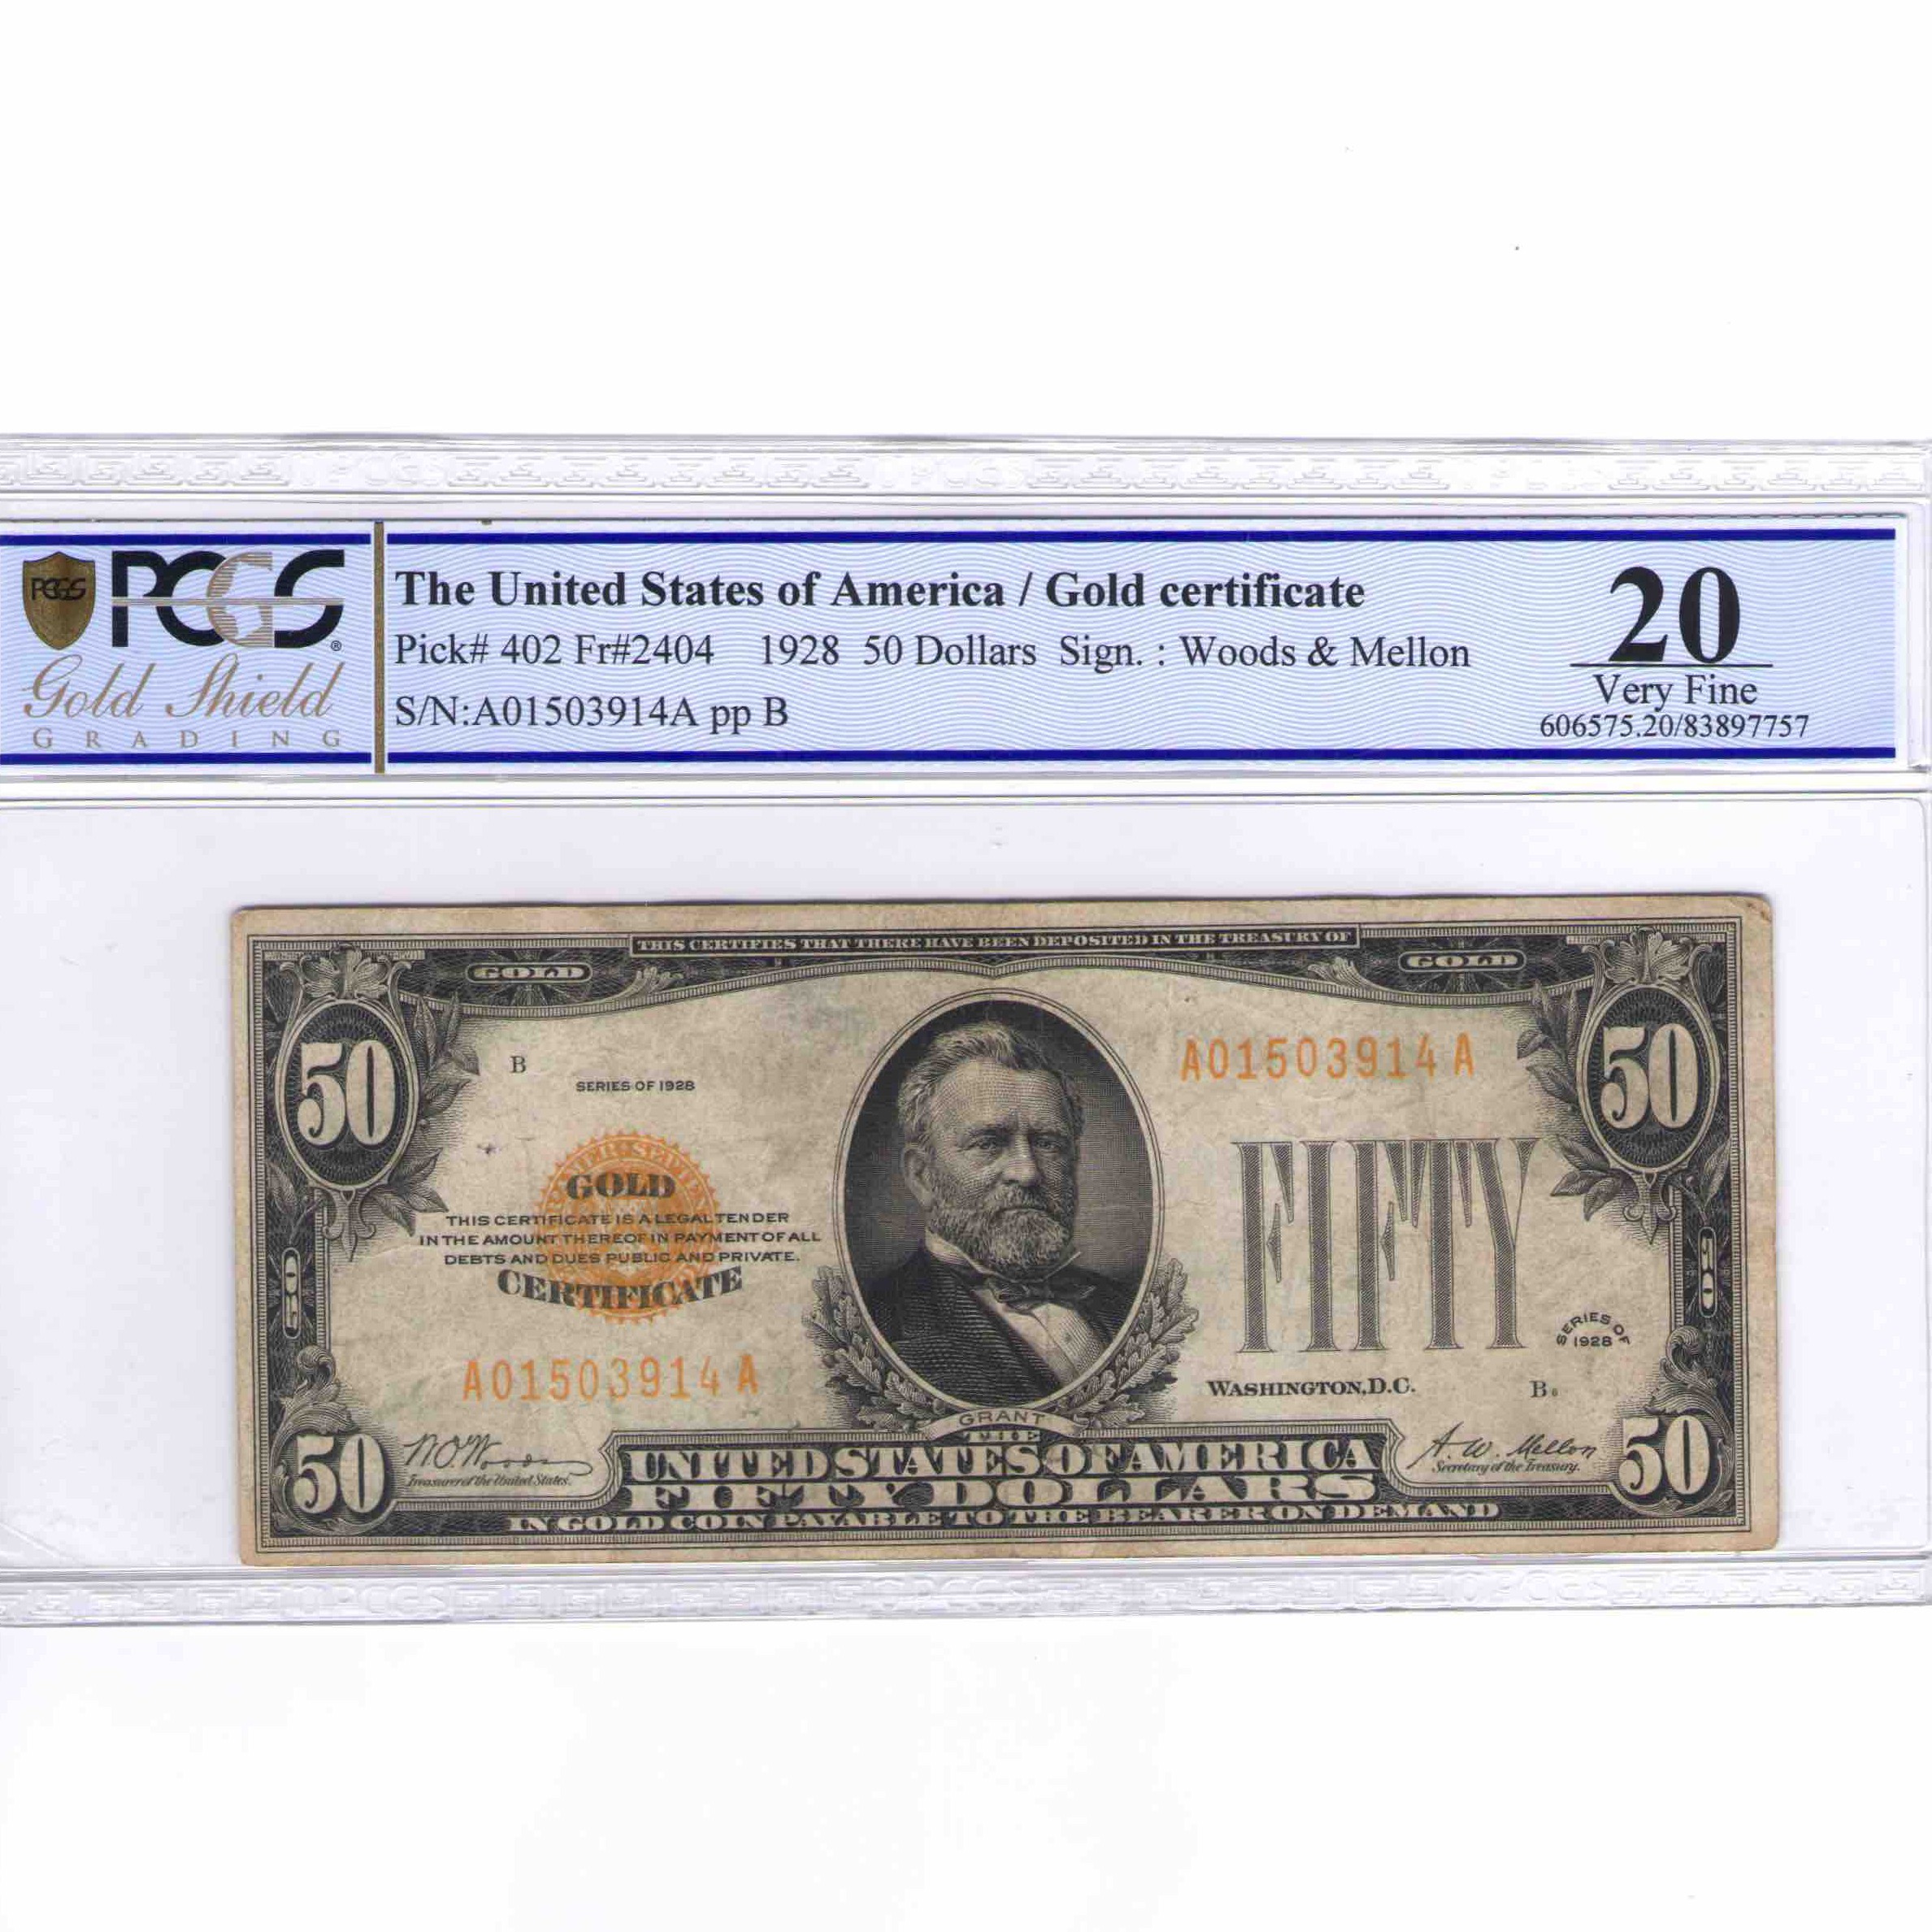 PCGS
PCGS®
Gold Shield
GRADING
The United States of America / Gold certificate
Pick# 402 Fr#2404 1928 50 Dollars Sign. : Woods & Mellon
S/N:A01503914A pp B
20
Very Fine
606575.20/83897757
THIS CERTIFIES THAT THERE HAVE BEEN DEPOSITED IN THE TREASURY OF
GOLD
GOLD
50
50
B
SERIES OF 1928
A01503914A
GOLD
THIS CERTIFICATE IS A LEGAL TENDER
IN THE AMOUNT THEREOF IN PAYMENT OF ALL
DEBTS AND DUES PUBLIC AND PRIVATE.
CERTIFICATE
FIFTY
50
50
SERIES OF
1928
A01503914A
WASHINGTON, D.C.
B
GRANT
50
W.O. Woods
Treasurer of the United States.
THE
UNITED STATES OF AMERICA
FIFTY DOLLARS
IN GOLD COIN PAYABLE TO THE BEARER ON DEMAND
A. W. Mellon
Secretary of the Treasury.
50